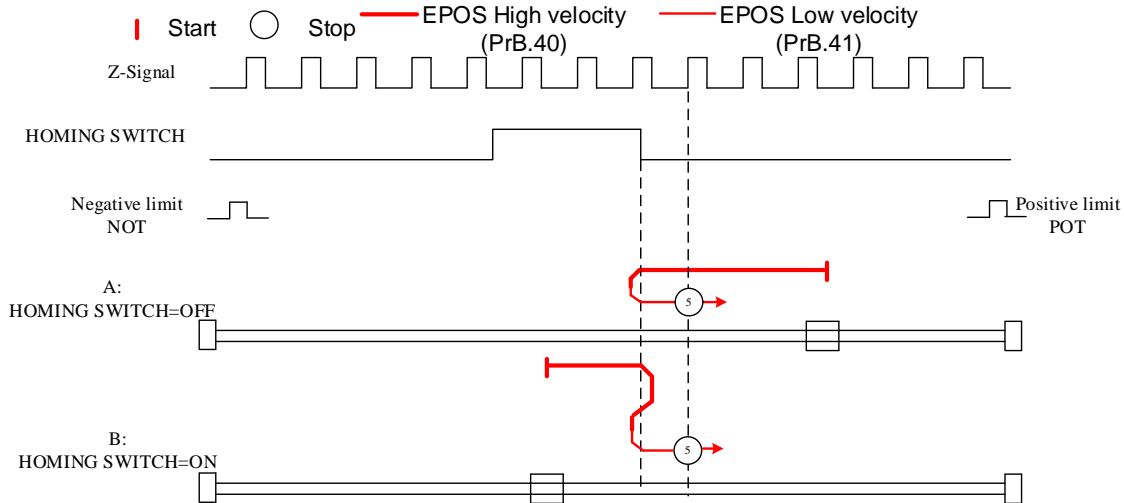 Start
Stop
EPOS High velocity
(PrB.40)
EPOS Low velocity
(PrB.41)
Z-Signal
HOMING SWITCH
Negative limit
NOT
Positive limit
POT
A:
HOMING SWITCH=OFF
5
B:
HOMING SWITCH=ON
5